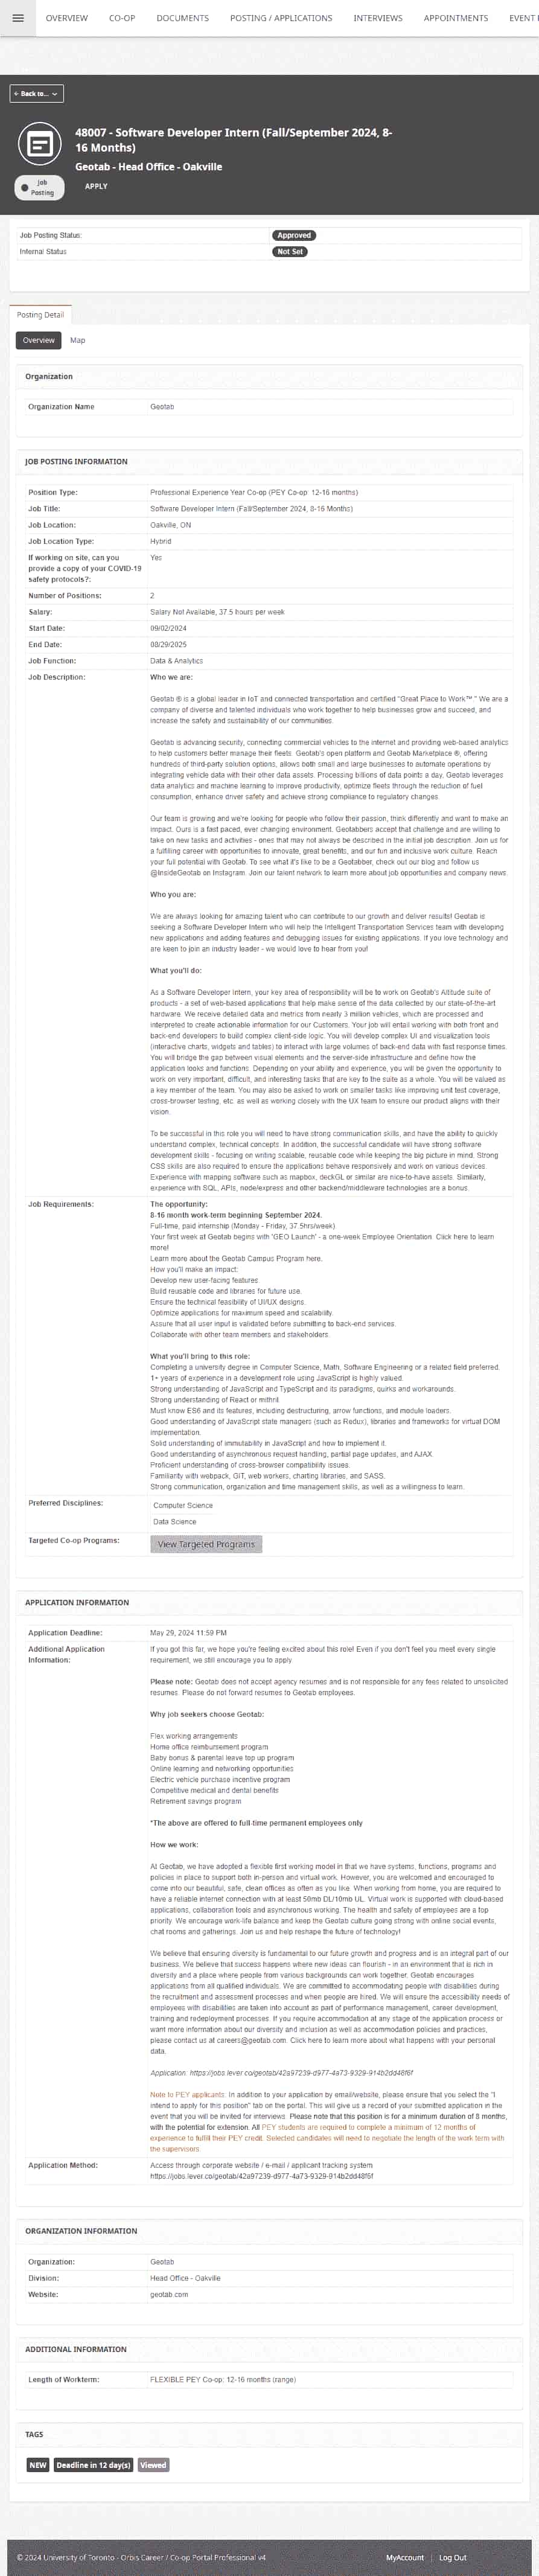 OVERVIEW CO-OP DOCUMENTS POSTING / APPLICATIONS INTERVIEWS APPOINTMENTS EVENT
← Back to...
48007 - Software Developer Intern (Fall/September 2024, 8-
16 Months)
Geotab - Head Office - Oakville
Job
Posting
APPLY
Job Posting Status: Approved
Internal Status Not Set
Posting Detail
Overview Map
Organization
Organization Name Geotab
JOB POSTING INFORMATION
Position Type: Professional Experience Year Co-op (PEY Co-op: 12-16 months)
Job Title: Software Developer Intern (Fall/September 2024, 8-16 Months)
Job Location: Oakville, ON
Job Location Type: Hybrid
If working on site, can you Yes
provide a copy of your COVID-19
safety protocols?:
Number of Positions: 2
Salary: Salary Not Available, 37.5 hours per week
Start Date: 09/02/2024
End Date: 08/29/2025
Job Function: Data & Analytics
Job Description: Who we are:
Geotab ® is a global leader in IoT and connected transportation and certified "Great Place to Work™." We are a
company of diverse and talented individuals who work together to help businesses grow and succeed, and
increase the safety and sustainability of our communities.
Geotab is advancing security, connecting commercial vehicles to the internet and providing web-based analytics
to help customers better manage their fleets. Geotab's open platform and Geotab Marketplace ®, offering
hundreds of third-party solution options, allows both small and large businesses to automate operations by
integrating vehicle data with their other data assets. Processing billions of data points a day, Geotab leverages
data analytics and machine learning to improve productivity, optimize fleets through the reduction of fuel
consumption, enhance driver safety and achieve strong compliance to regulatory changes.
Our team is growing and we're looking for people who follow their passion, think differently and want to make an
impact. Ours is a fast paced, ever changing environment. Geotabbers accept that challenge and are willing to
take on new tasks and activities - ones that may not always be described in the initial job description. Join us for
a fulfilling career with opportunities to innovate, great benefits, and our fun and inclusive work culture. Reach
your full potential with Geotab. To see what it's like to be a Geotabber, check out our blog and follow us
@InsideGeotab on Instagram. Join our talent network to learn more about job opportunities and company news.
Who you are:
We are always looking for amazing talent who can contribute to our growth and deliver results! Geotab is
seeking a Software Developer Intern who will help the Intelligent Transportation Services team with developing
new applications and adding features and debugging issues for existing applications. If you love technology and
are keen to join an industry leader - we would love to hear from you!
What you'll do:
As a Software Developer Intern, your key area of responsibility will be to work on Geotab's Altitude suite of
products - a set of web-based applications that help make sense of the data collected by our state-of-the-art
hardware. We receive detailed data and metrics from nearly 3 million vehicles, which are processed and
interpreted to create actionable information for our Customers. Your job will entail working with both front and
back-end developers to build complex client-side logic. You will develop complex UI and visualization tools
(interactive charts, widgets and tables) to interact with large volumes of back-end data with fast response times.
You will bridge the gap between visual elements and the server-side infrastructure and define how the
application looks and functions. Depending on your ability and experience, you will be given the opportunity to
work on very important, difficult, and interesting tasks that are key to the suite as a whole. You will be valued as
a key member of the team. You may also be asked to work on smaller tasks like improving unit test coverage,
cross-browser testing, etc. as well as working closely with the UX team to ensure our product aligns with their
vision.
To be successful in this role you will need to have strong communication skills, and have the ability to quickly
understand complex, technical concepts. In addition, the successful candidate will have strong software
development skills - focusing on writing scalable, reusable code while keeping the big picture in mind. Strong
CSS skills are also required to ensure the applications behave responsively and work on various devices.
Experience with mapping software such as mapbox, deckGL or similar are nice-to-have assets. Similarly,
experience with SQL, APIs, node/express and other backend/middleware technologies are a bonus.
Job Requirements: The opportunity:
8-16 month work-term beginning September 2024.
Full-time, paid internship (Monday - Friday, 37.5hrs/week)
Your first week at Geotab begins with 'GEO Launch' - a one-week Employee Orientation. Click here to learn
more!
Learn more about the Geotab Campus Program here.
How you'll make an impact:
Develop new user-facing features.
Build reusable code and libraries for future use.
Ensure the technical feasibility of UI/UX designs.
Optimize applications for maximum speed and scalability.
Assure that all user input is validated before submitting to back-end services.
Collaborate with other team members and stakeholders.
What you'll bring to this role:
Completing a university degree in Computer Science, Math, Software Engineering or a related field preferred.
1+ years of experience in a development role using JavaScript is highly valued.
Strong understanding of JavaScript and TypeScript and its paradigms, quirks and workarounds.
Strong understanding of React or mithril.
Must know ES6 and its features, including destructuring, arrow functions, and module loaders.
Good understanding of JavaScript state managers (such as Redux), libraries and frameworks for virtual DOM
implementation.
Solid understanding of immutability in JavaScript and how to implement it.
Good understanding of asynchronous request handling, partial page updates, and AJAX.
Proficient understanding of cross-browser compatibility issues.
Familiarity with webpack, GIT, web workers, charting libraries, and SASS.
Strong communication, organization and time management skills, as well as a willingness to learn.
Preferred Disciplines: Computer Science
Data Science
Targeted Co-op Programs: View Targeted Programs
APPLICATION INFORMATION
Application Deadline: May 29, 2024 11:59 PM
Additional Application If you got this far, we hope you're feeling excited about this role! Even if you don't feel you meet every single
Information: requirement, we still encourage you to apply.
Please note: Geotab does not accept agency resumes and is not responsible for any fees related to unsolicited
resumes. Please do not forward resumes to Geotab employees.
Why job seekers choose Geotab:
Flex working arrangements
Home office reimbursement program
Baby bonus & parental leave top up program
Online learning and networking opportunities
Electric vehicle purchase incentive program
Competitive medical and dental benefits
Retirement savings program
*The above are offered to full-time permanent employees only
How we work:
At Geotab, we have adopted a flexible first working model in that we have systems, functions, programs and
policies in place to support both in-person and virtual work. However, you are welcomed and encouraged to
come into our beautiful, safe, clean offices as often as you like. When working from home, you are required to
have a reliable internet connection with at least 50mb DL/10mb UL. Virtual work is supported with cloud-based
applications, collaboration tools and asynchronous working. The health and safety of employees are a top
priority. We encourage work-life balance and keep the Geotab culture going strong with online social events,
chat rooms and gatherings. Join us and help reshape the future of technology!
We believe that ensuring diversity is fundamental to our future growth and progress and is an integral part of our
business. We believe that success happens where new ideas can flourish - in an environment that is rich in
diversity and a place where people from various backgrounds can work together. Geotab encourages
applications from all qualified individuals. We are committed to accommodating people with disabilities during
the recruitment and assessment processes and when people are hired. We will ensure the accessibility needs of
employees with disabilities are taken into account as part of performance management, career development,
training and redeployment processes. If you require accommodation at any stage of the application process or
want more information about our diversity and inclusion as well as accommodation policies and practices,
please contact us at careers@geotab.com. Click here to learn more about what happens with your personal
data.
Application: https://jobs.lever.co/geotab/42a97239-d977-4a73-9329-914b2dd48f6f
Note to PEY applicants: In addition to your application by email/website, please ensure that you select the "I
intend to apply for this position" tab on the portal. This will give us a record of your submitted application in the
event that you will be invited for interviews. Please note that this position is for a minimum duration of 8 months,
with the potential for extension. All PEY students are required to complete a minimum of 12 months of
experience to fulfill their PEY credit. Selected candidates will need to negotiate the length of the work term with
the supervisors.
Application Method: Access through corporate website / e-mail / applicant tracking system
https://jobs.lever.co/geotab/42a97239-d977-4a73-9329-914b2dd48f6f
ORGANIZATION INFORMATION
Organization: Geotab
Division: Head Office - Oakville
Website: geotab.com
ADDITIONAL INFORMATION
Length of Workterm: FLEXIBLE PEY Co-op: 12-16 months (range)
TAGS
NEW Deadline in 12 day(s) Viewed
© 2024 University of Toronto - Orbis Career / Co-op Portal Professional v4 MyAccount | Log Out